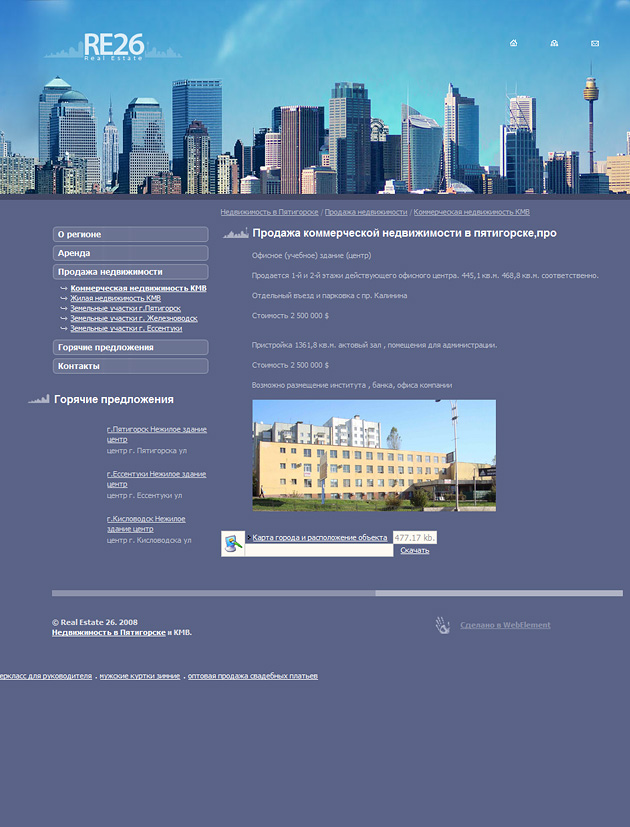 RE26
Real Estate
Недвижимость в Пятигорске / Продажа недвижимости / Коммерческая недвижимость КМВ
О регионе
Аренда
Продажа недвижимости
Коммерческая недвижимость КМВ
Жилая недвижимость КМВ
Земельные участки г.Пятигорск
Земельные участки г. Железноводск
Земельные участки г. Ессентуки
Горячие предложения
Контакты
Горячие предложения
г.Пятигорск Нежилое здание
центр
центр г. Пятигорска ул
г.Ессентуки Нежилое здание
центр
центр г. Ессентуки ул
г.Кисловодск Нежилое
здание центр
центр г. Кисловодска ул
Продажа коммерческой недвижимости в пятигорске,про
Офисное (учебное) здание (центр)
Продается 1-й и 2-й этажи действующего офисного центра. 445,1 кв.м. 468,8 кв.м. соответственно.
Отдельный въезд и парковка с пр. Калинина
Стоимость 2 500 000 $
Пристройка 1361,8 кв.м. актовый зал , помещения для администрации.
Стоимость 2 500 000 $
Возможно размещение института , банка, офиса компании
Карта города и расположение объекта 477.17 kb.
Скачать
© Real Estate 26. 2008
Недвижимость в Пятигорске и КМВ.
Сделано в WebElement
еркласс для руководителя . мужские куртки зимние . оптовая продажа свадебных платьев